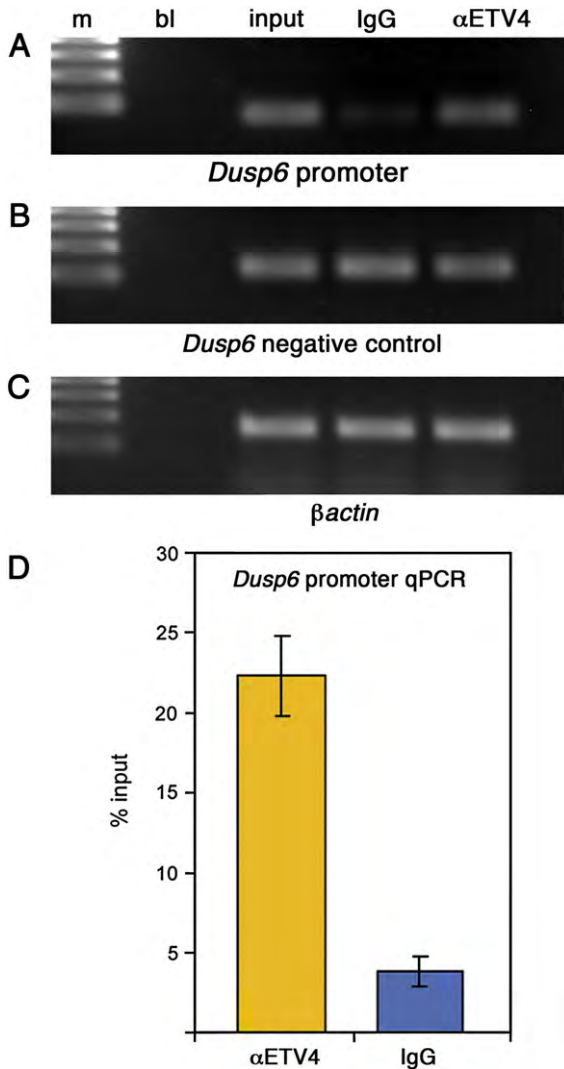 m bl input IgG αETV4
A
Dusp6 promoter
B
Dusp6 negative control
C
βactin
D
Dusp6 promoter qPCR
30
25
20
15
10
5
% input
αETV4 IgG